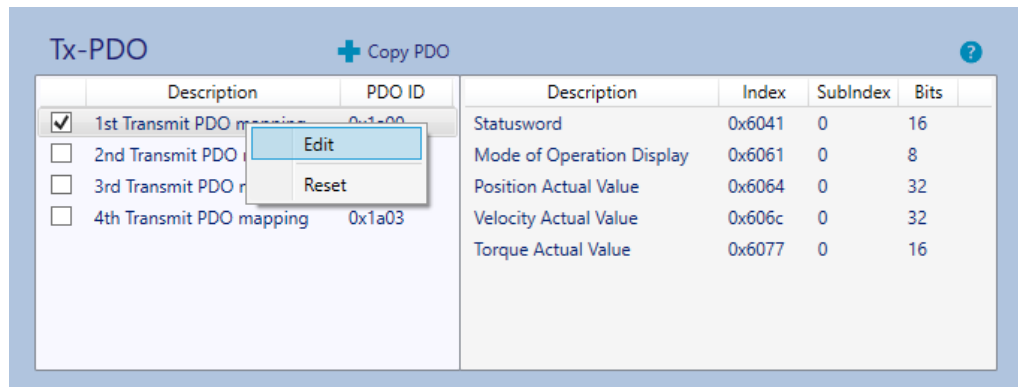 Tx-PDO Copy PDO ?
Description PDO ID Description Index SubIndex Bits
1st Transmit PDO Statusword 0x6041 0 16
Edit
2nd Transmit PDO Mode of Operation Display 0x6061 0 8
3rd Transmit PDO Reset Position Actual Value 0x6064 0 32
4th Transmit PDO mapping 0x1a03 Velocity Actual Value 0x606c 0 32
Torque Actual Value 0x6077 0 16